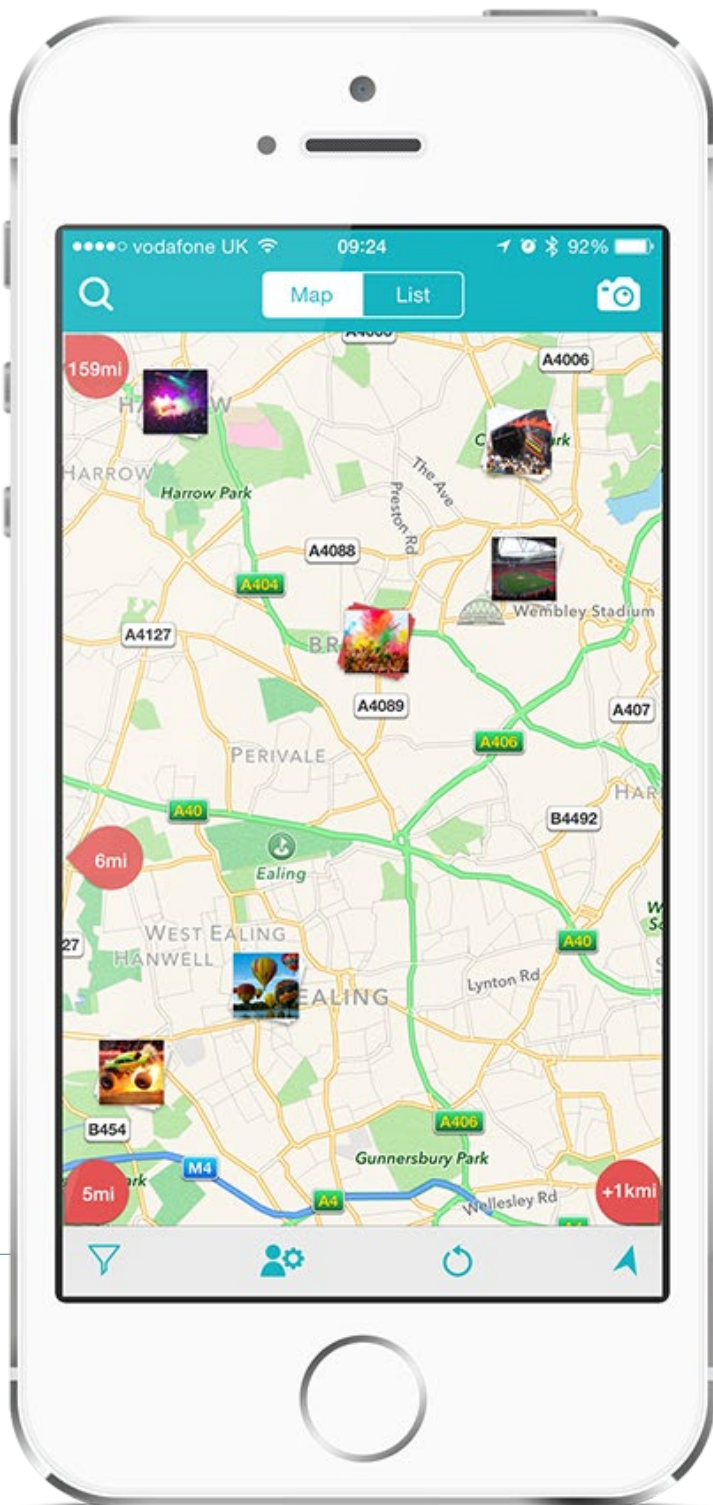 vodafone UK 09:24 92%
Map List
159mi
A4006
HARROW
Harrow Park
The Ave
Preston Rd
A4088
A404
Wembley Stadium
A4127
A4089
A407
A406
PERIVALE
A40
B4492
6mi
Ealing
WEST EALING
HANWELL
27
A40
Lynton Rd
EALING
B454
A406
Gunnersbury Park
M4
5mi
A4
Wellesley Rd
+1kmi